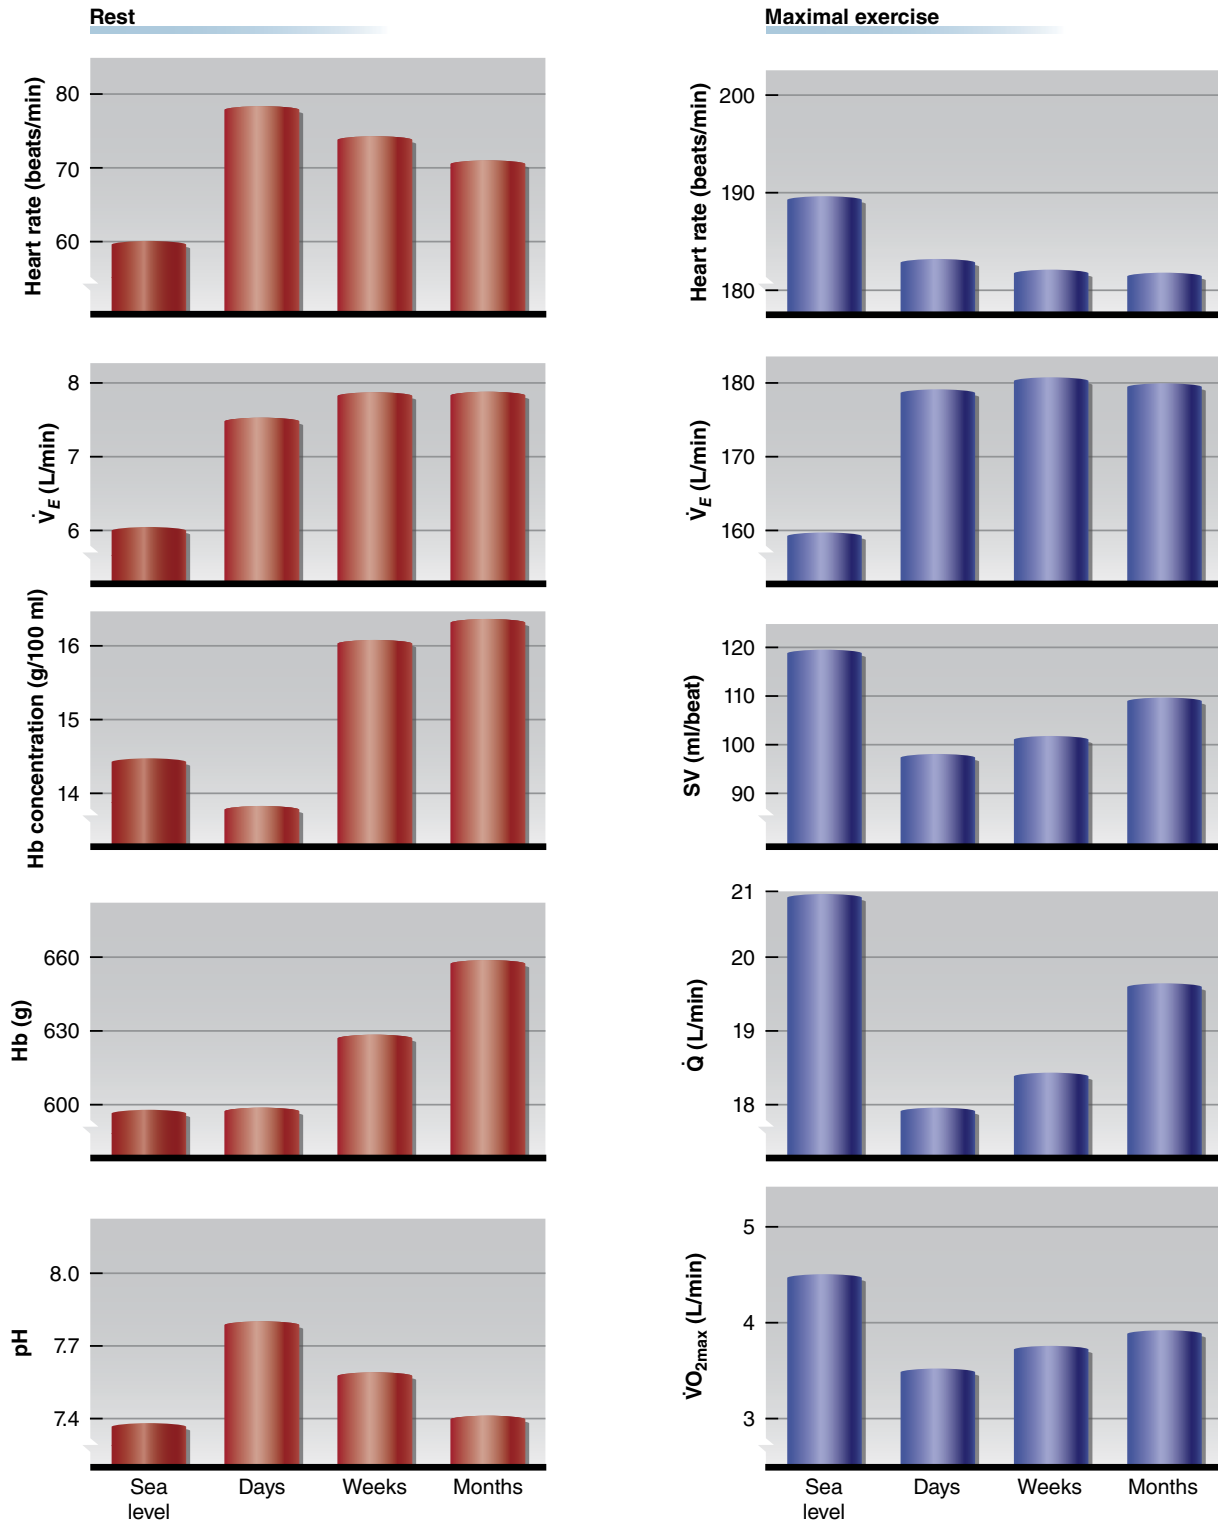 Rest
Heart rate (beats/min)
80
70
60
V̇E (L/min)
8
7
6
Hb concentration (g/100 ml)
16
15
14
Hb (g)
660
630
600
pH
8.0
7.7
7.4
Sea level
Days
Weeks
Months
Maximal exercise
Heart rate (beats/min)
200
190
180
V̇E (L/min)
180
170
160
SV (ml/beat)
120
110
100
90
Q̇ (L/min)
21
20
19
18
V̇O2max (L/min)
5
4
3
Sea
level
Days
Weeks
Months